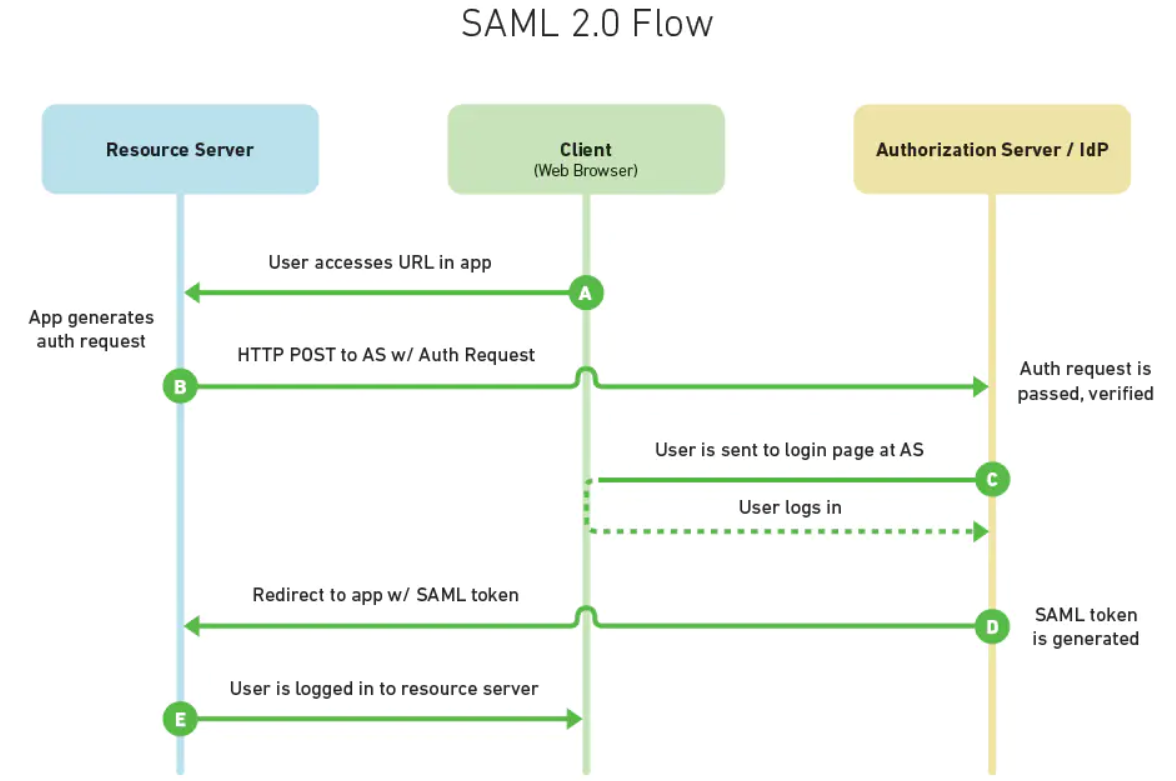 SAML 2.0 Flow
Resource Server
Client
(Web Browser)
Authorization Server / IdP
User accesses URL in app
A
App generates
auth request
HTTP POST to AS w/ Auth Request
B
Auth request is
passed, verified
User is sent to login page at AS
C
User logs in
Redirect to app w/ SAML token
D
SAML token
is generated
User is logged in to resource server
E